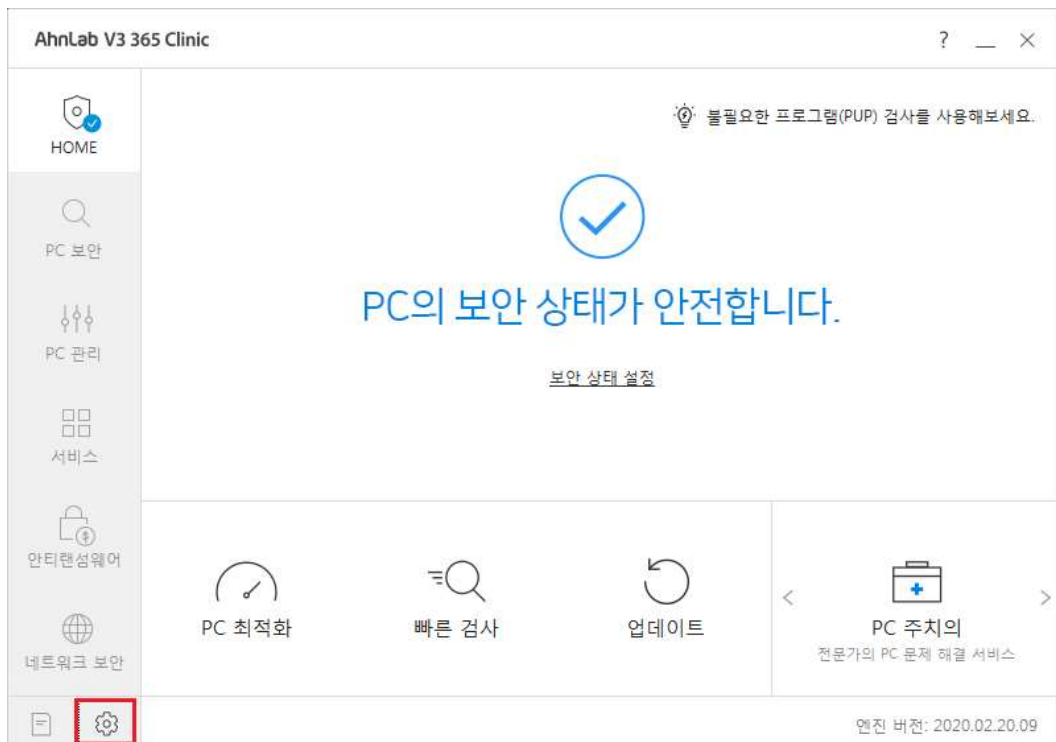 AhnLab V3 365 Clinic
?
HOME
불필요한 프로그램(PUP) 검사를 사용해보세요.
PC 보안
PC 관리
서비스
안티랜섬웨어
네트워크 보안
PC의 보안 상태가 안전합니다.
보안 상태 설정
PC 최적화
빠른 검사
업데이트
PC 주치의
전문가의 PC 문제 해결 서비스
엔진 버전: 2020.02.20.09